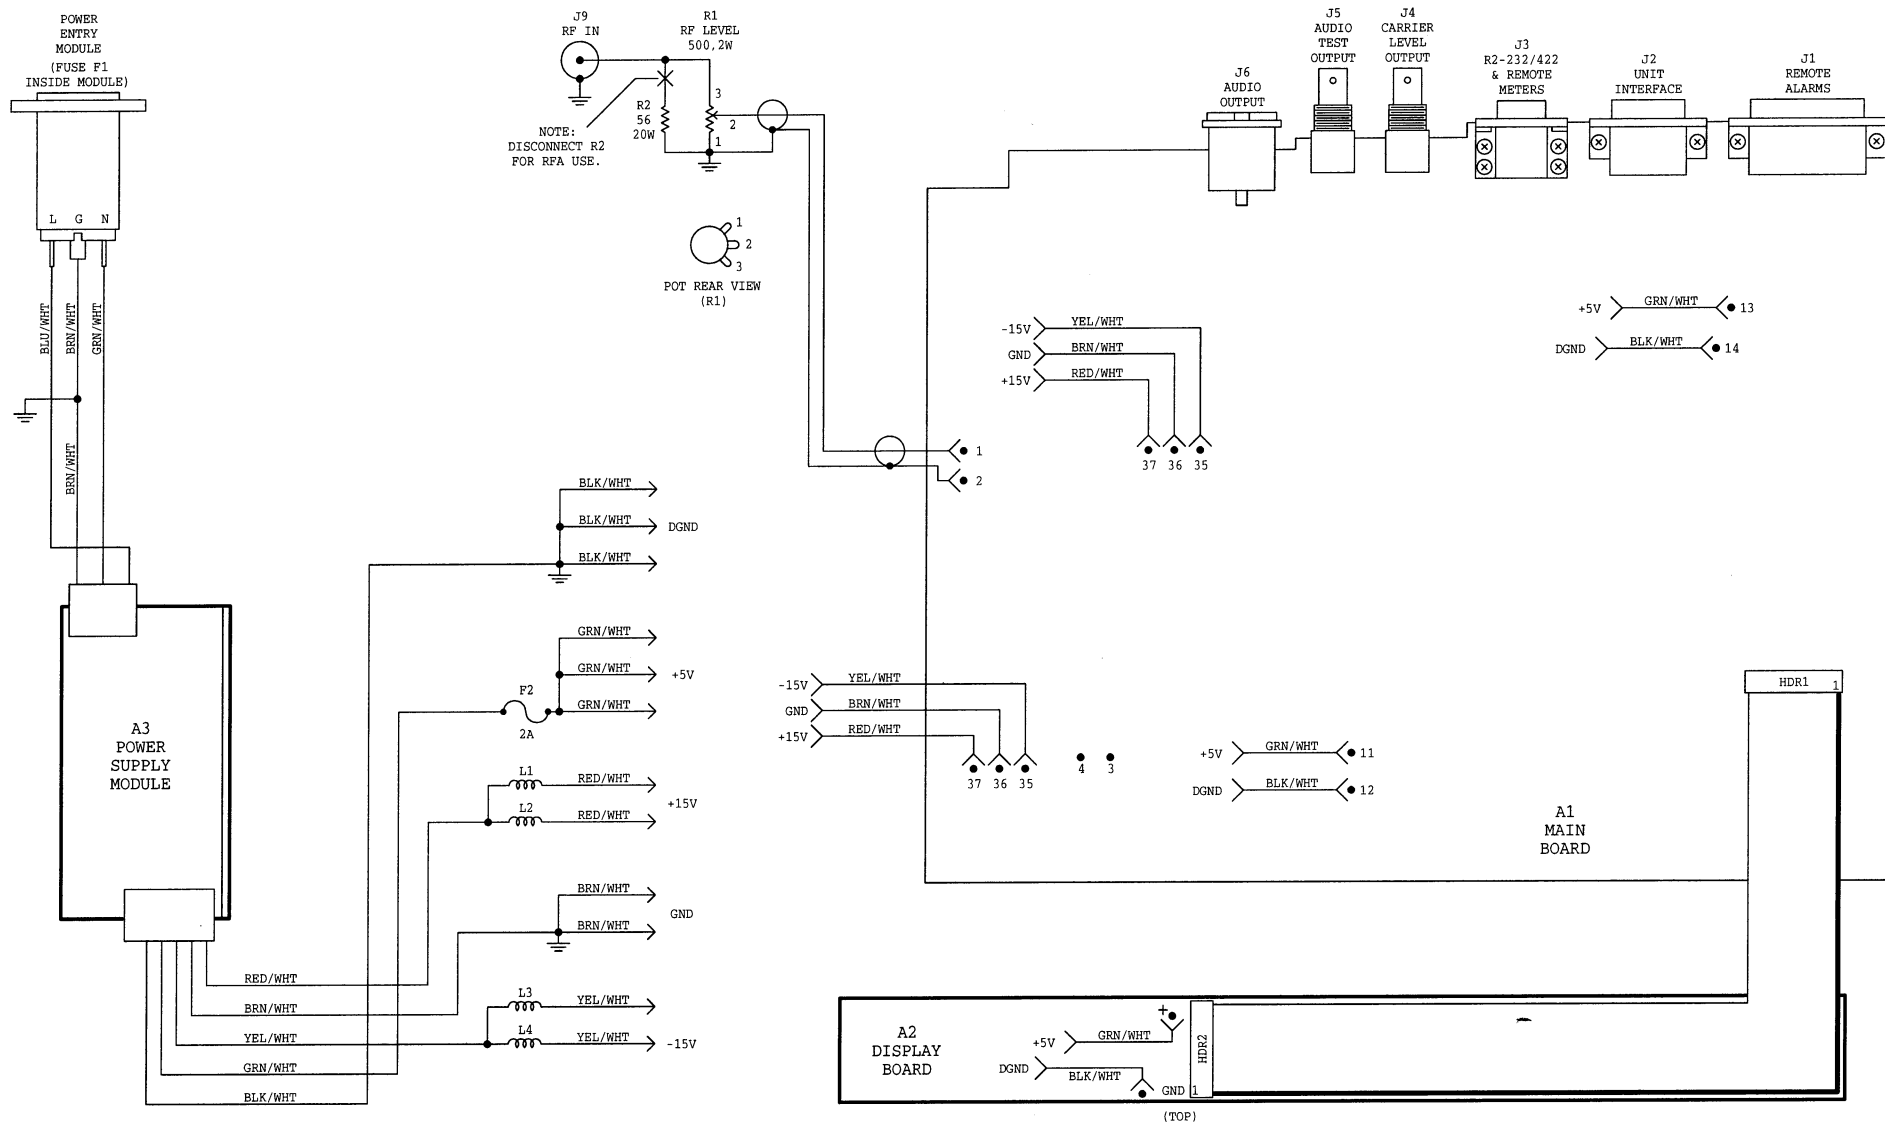 POWER
ENTRY
MODULE
(FUSE F1
INSIDE MODULE)
L G N
BLU/WHT
BRN/WHT
GRN/WHT
BRN/WHT
A3
POWER
SUPPLY
MODULE
RED/WHT
BRN/WHT
YEL/WHT
GRN/WHT
BLK/WHT
J9
RF IN
R1
RF LEVEL
500,2W
R2
56
20W
3
2
1
NOTE:
DISCONNECT R2
FOR RFA USE.
1
2
3
POT REAR VIEW
(R1)
BLK/WHT
BLK/WHT
DGND
BLK/WHT
GRN/WHT
GRN/WHT
+5V
F2
GRN/WHT
2A
L1
RED/WHT
+15V
L2
RED/WHT
BRN/WHT
GND
BRN/WHT
L3
YEL/WHT
L4
YEL/WHT
-15V
J6
AUDIO
OUTPUT
J5
AUDIO
TEST
OUTPUT
J4
CARRIER
LEVEL
OUTPUT
J3
R2-232/422
& REMOTE
METERS
J2
UNIT
INTERFACE
J1
REMOTE
ALARMS
-15V YEL/WHT
GND BRN/WHT
+15V RED/WHT
37 36 35
1
2
+5V GRN/WHT 13
DGND BLK/WHT 14
-15V YEL/WHT
GND BRN/WHT
+15V RED/WHT
37 36 35
4 3
+5V GRN/WHT 11
DGND BLK/WHT 12
A1
MAIN
BOARD
HDR1 1
A2
DISPLAY
BOARD
+
+5V GRN/WHT
DGND
BLK/WHT
GND
HDR2
1
(TOP)